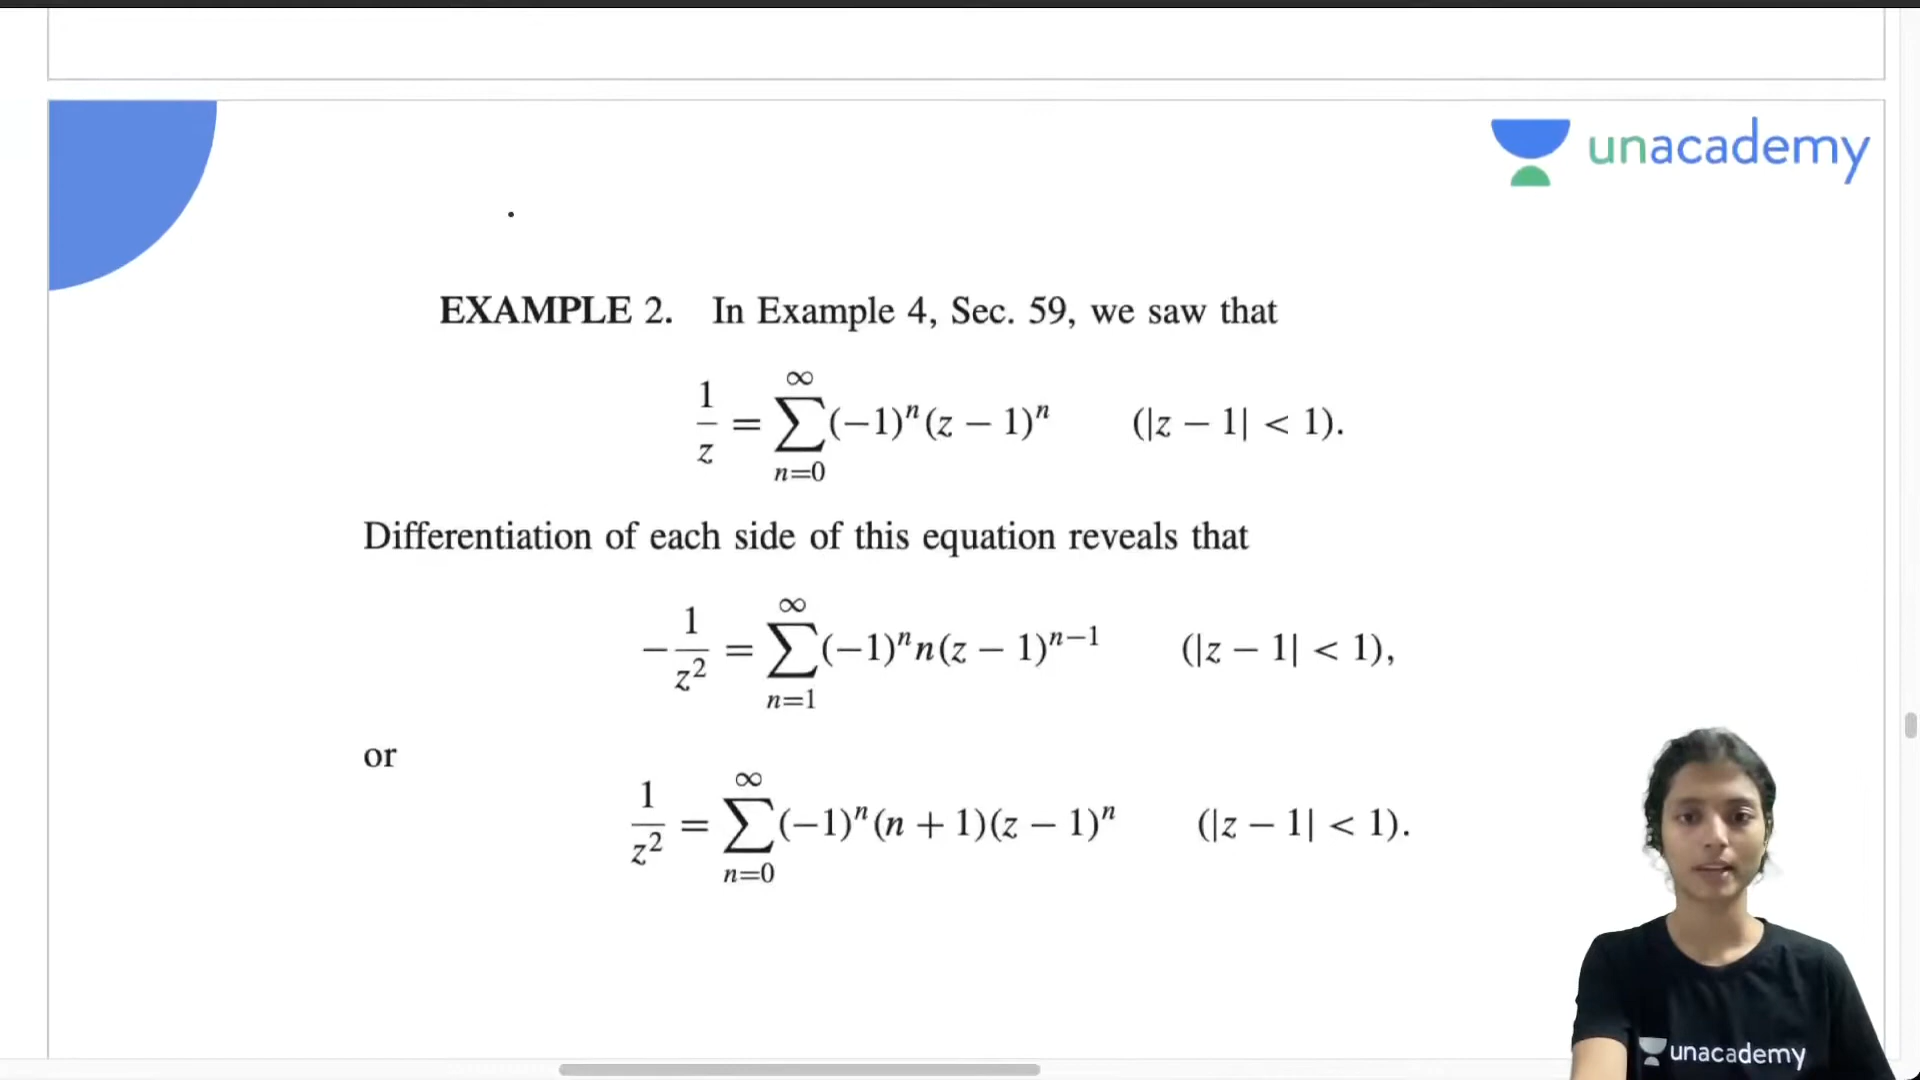 unacademy
EXAMPLE 2. In Example 4, Sec. 59, we saw that
1/z = ∑_{n=0}^{∞} (−1)^n (z − 1)^n (|z − 1| < 1).
Differentiation of each side of this equation reveals that
−1/z^2 = ∑_{n=1}^{∞} (−1)^n n(z − 1)^{n−1} (|z − 1| < 1),
or
1/z^2 = ∑_{n=0}^{∞} (−1)^n (n + 1)(z − 1)^n (|z − 1| < 1).
unacademy